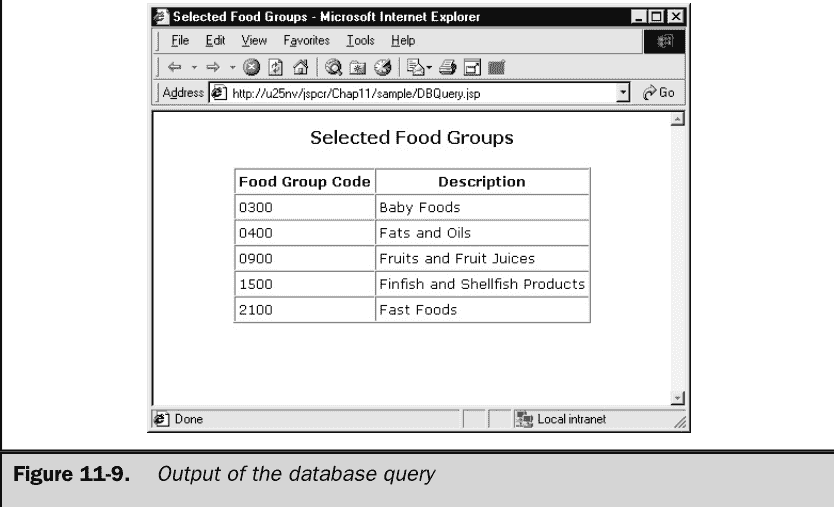 Selected Food Groups - Microsoft Internet Explorer
File Edit View Favorites Tools Help
Address http://u25nv/jspcr/Chap11/sample/DBQuery.jsp Go
Selected Food Groups
Food Group Code Description
0300 Baby Foods
0400 Fats and Oils
0900 Fruits and Fruit Juices
1500 Finfish and Shellfish Products
2100 Fast Foods
Done Local intranet
Figure 11-9. Output of the database query